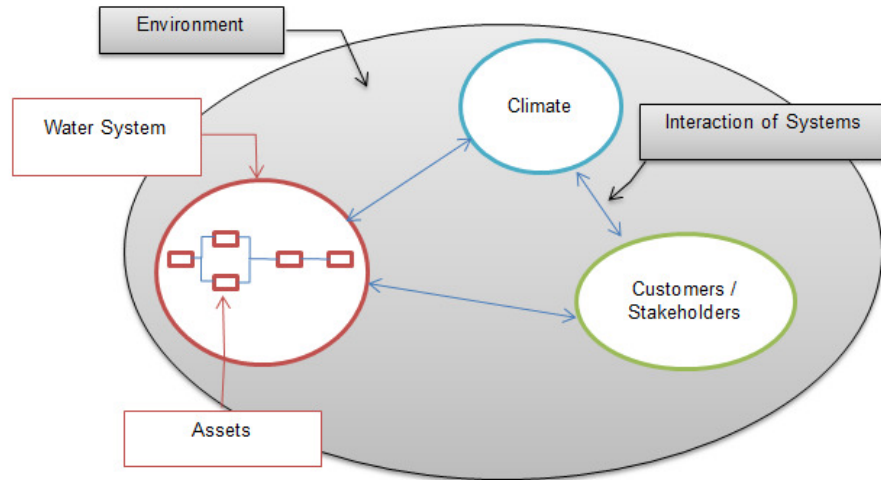 Environment
Climate
Water System
Interaction of Systems
Customers /
Stakeholders
Assets